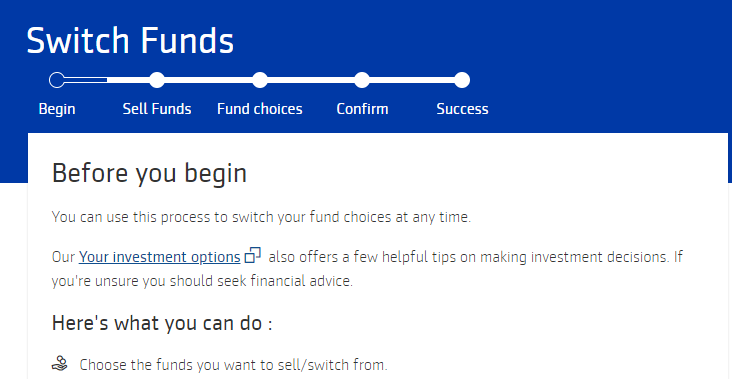 Switch Funds
Begin Sell Funds Fund choices Confirm Success
Before you begin
You can use this process to switch your fund choices at any time.
Our Your investment options also offers a few helpful tips on making investment decisions. If
you're unsure you should seek financial advice.
Here's what you can do :
Choose the funds you want to sell/switch from.